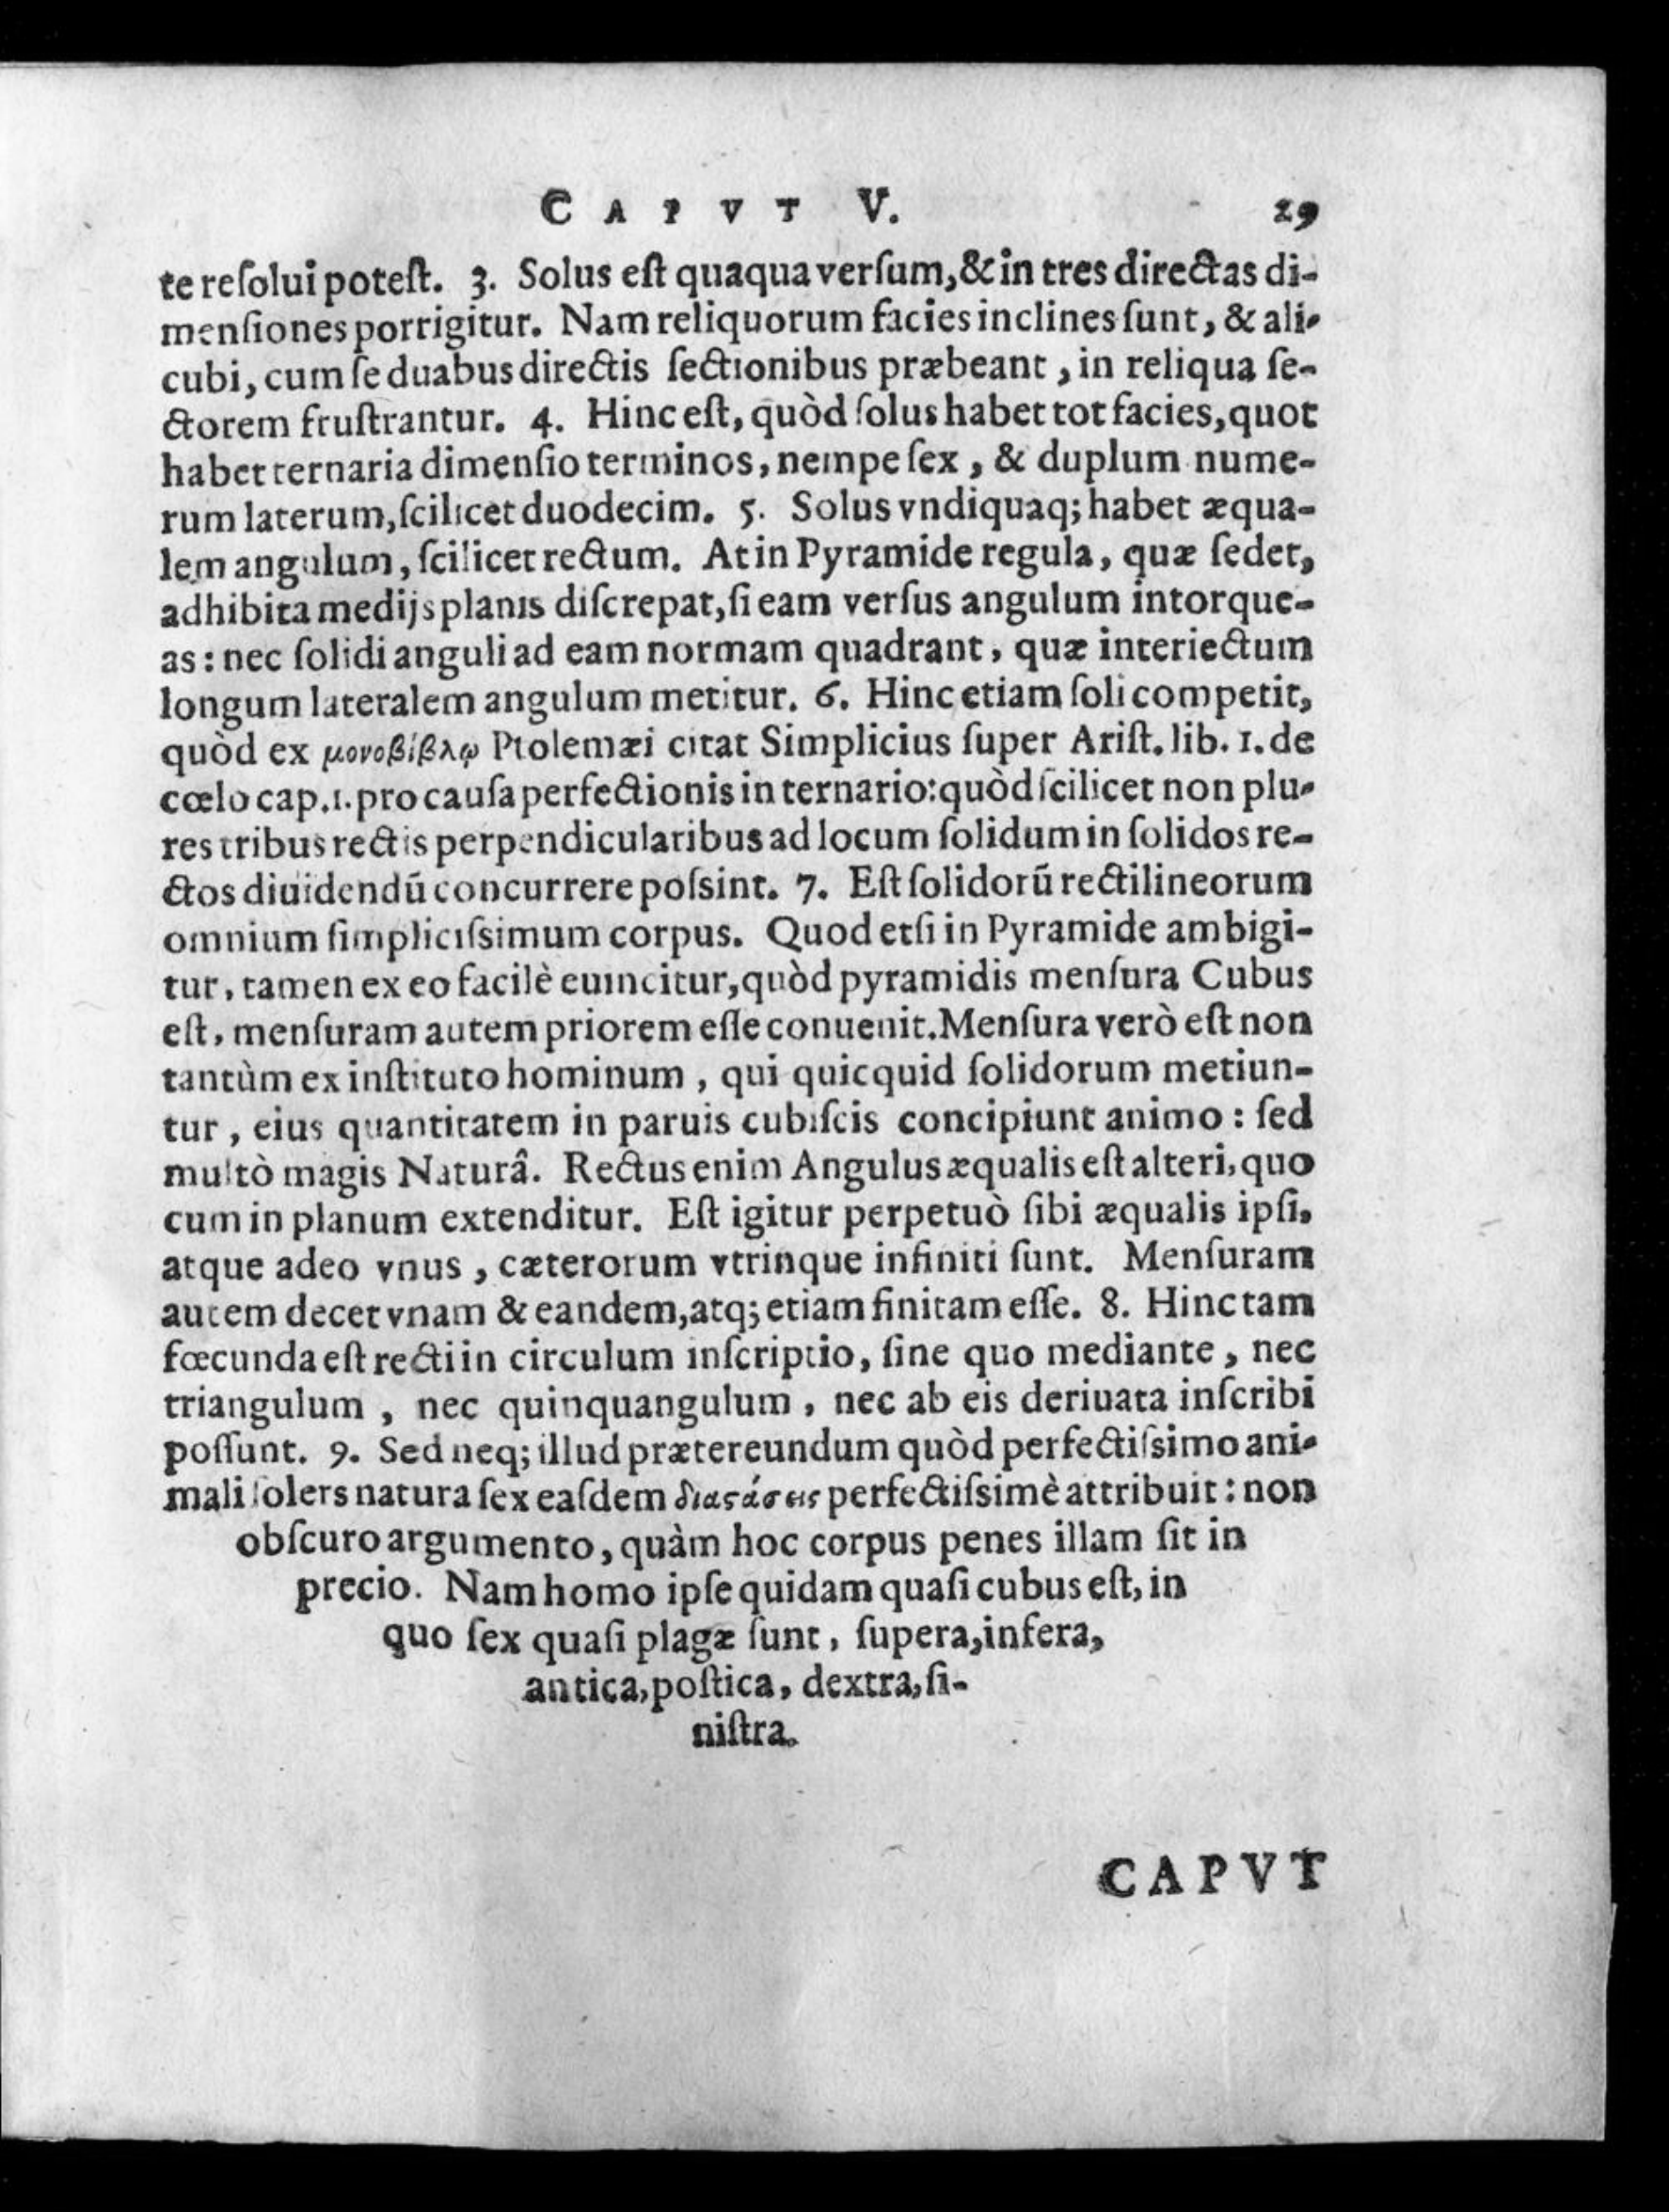 CAPVT V. 29
te reſolui poteſt. 3. Solus eſt quaqua verſum, & in tres directas di-
menſiones porrigitur. Nam reliquorum facies inclines ſunt, & ali-
cubi, cum ſe duabus directis ſectionibus præbeant, in reliqua ſe-
ctorem fruſtrantur. 4. Hinc eſt, quòd ſolus habet tot facies, quot
habet ternaria dimenſio terminos, nempe ſex, & duplum nume-
rum laterum, ſcilicet duodecim. 5. Solus vndiquaq; habet æqua-
lem angulum, ſcilicet rectum. At in Pyramide regula, quæ ſedet,
adhibita medijs planis diſcrepat, ſi eam verſus angulum intorque-
as: nec ſolidi anguli ad eam normam quadrant, quæ interiectum
longum lateralem angulum metitur. 6. Hinc etiam ſoli competit,
quòd ex μονοβίβλῳ Ptolemæi citat Simplicius ſuper Ariſt. lib. 1. de
cœlo cap. 1. pro cauſa perfectionis in ternario: quòd ſcilicet non plu-
res tribus rectis perpendicularibus ad locum ſolidum in ſolidos re-
ctos diuidendū concurrere poſsint. 7. Eſt ſolidorū rectilineorum
omnium ſimpliciſsimum corpus. Quod etſi in Pyramide ambigi-
tur, tamen ex eo facilè euincitur, quòd pyramidis menſura Cubus
eſt, menſuram autem priorem eſſe conuenit. Menſura verò eſt non
tantùm ex inſtituto hominum, qui quicquid ſolidorum metiun-
tur, eius quantitatem in paruis cubiſcis concipiunt animo: ſed
multò magis Naturâ. Rectus enim Angulus æqualis eſt alteri, quo
cum in planum extenditur. Eſt igitur perpetuò ſibi æqualis ipſi,
atque adeo vnus, cæterorum vtrinque infiniti ſunt. Menſuram
autem decet vnam & eandem, atq; etiam finitam eſſe. 8. Hinc tam
fœcunda eſt recti in circulum inſcriptio, ſine quo mediante, nec
triangulum, nec quinquangulum, nec ab eis deriuata inſcribi
poſſunt. 9. Sed neq; illud prætereundum quòd perfectiſsimo ani-
mali ſolers natura ſex eaſdem διαϛάσεις perfectiſsimè attribuit: non
obſcuro argumento, quàm hoc corpus penes illam ſit in
precio. Nam homo ipſe quidam quaſi cubus eſt, in
quo ſex quaſi plagæ ſunt, ſupera, infera,
antica, poſtica, dextra, ſi-
niſtra.
CAPVT